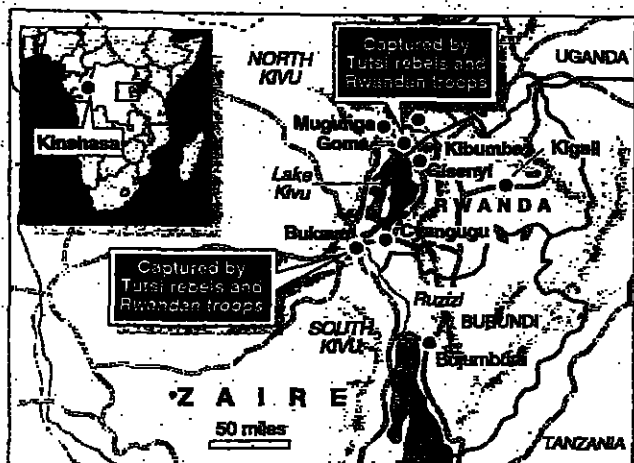 NORTH
KIVU
Captured by
Tutsi rebels and
Rwandan troops
UGANDA
Kinshasa
Mugunga
Goma
Kibumba
Kigali
Gisenyi
Lake
Kivu
RWANDA
Bukavu
Cyangugu
Captured by
Tutsi rebels and
Rwandan troops
Ruzizi
SOUTH
KIVU
BURUNDI
Bujumbura
ZAIRE
50 miles
TANZANIA